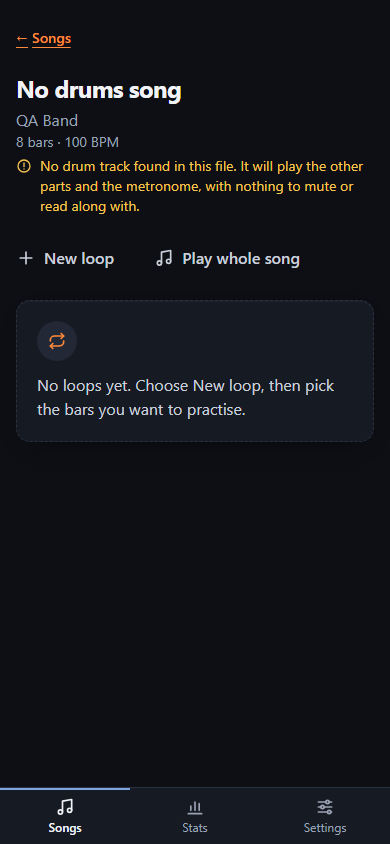 ← Songs
No drums song
QA Band
8 bars · 100 BPM
No drum track found in this file. It will play the other
parts and the metronome, with nothing to mute or
read along with.
New loop
Play whole song
No loops yet. Choose New loop, then pick
the bars you want to practise.
Songs
Stats
Settings